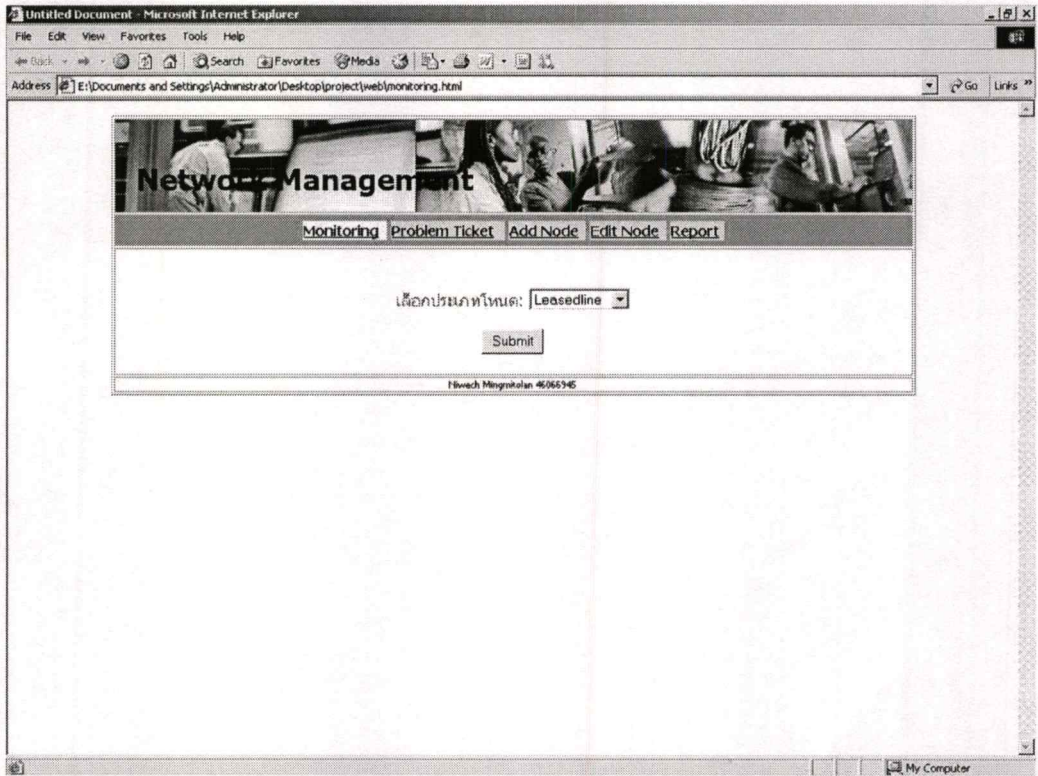 Untitled Document - Microsoft Internet Explorer
File Edit View Favorites Tools Help
Back Search Favorites Media
Address E:\Documents and Settings\Administrator\Desktop\project\web\monitoring.html Go Links »
Network Management
Monitoring Problem Ticket Add Node Edit Node Report
เลือกประเภทโหนด: Leasedline
Submit
Niwach 46066945
My Computer